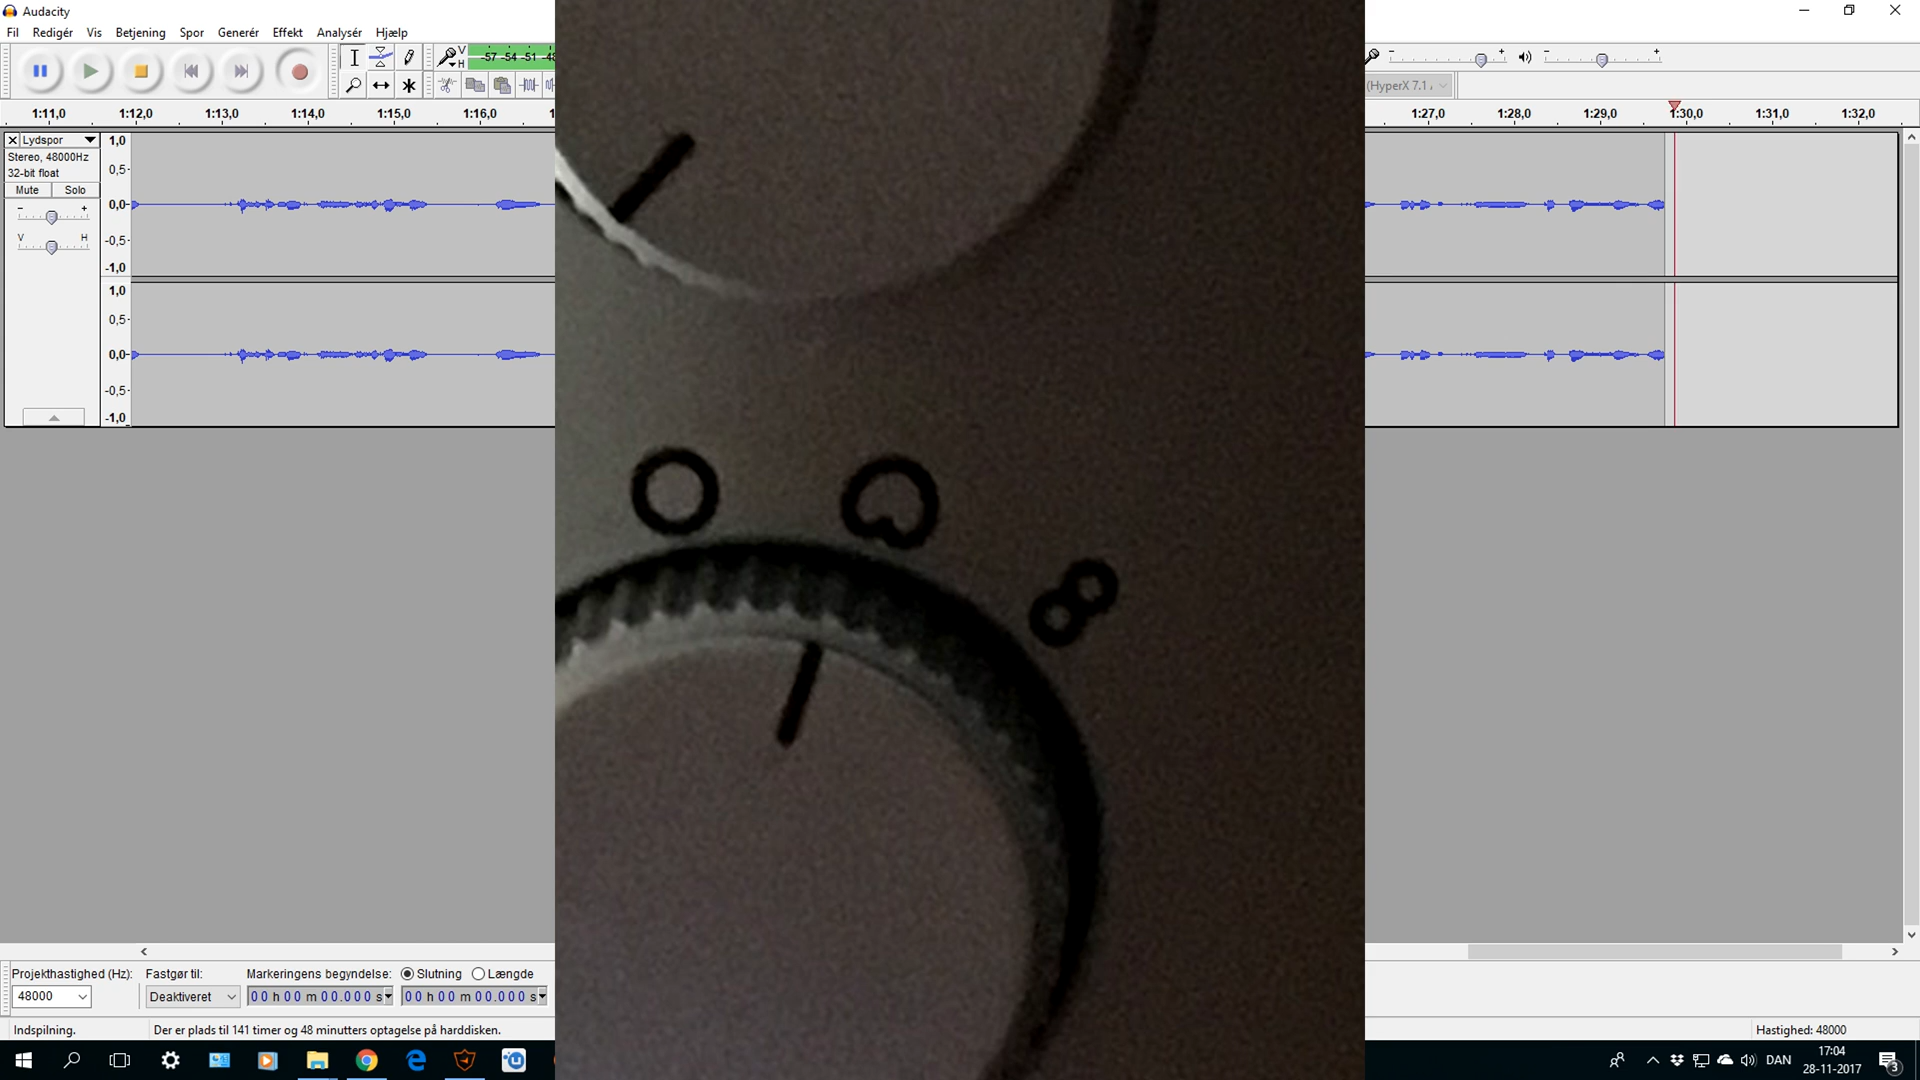 Audacity
Fil Redigér Vis Betjening Spor Generér Effekt Analysér Hjælp
V
H
-57 -54 -51 -48
- +
- +
(HyperX 7.1
1:11,0 1:12,0 1:13,0 1:14,0 1:15,0 1:16,0 1:27,0 1:28,0 1:29,0 1:30,0 1:31,0 1:32,0
Lydspor
Stereo, 48000Hz
32-bit float
Mute Solo
- +
V H
1,0
0,5
0,0
-0,5
-1,0
1,0
0,5
0,0
-0,5
-1,0
Projekthastighed (Hz): Fastgør til: Markeringens begyndelse: Slutning Længde
48000 Deaktiveret 00 h 00 m 00.000 s 00 h 00 m 00.000 s
Indspilning. Der er plads til 141 timer og 48 minutters optagelse på harddisken. Hastighed: 48000
DAN 17:04
28-11-2017
3